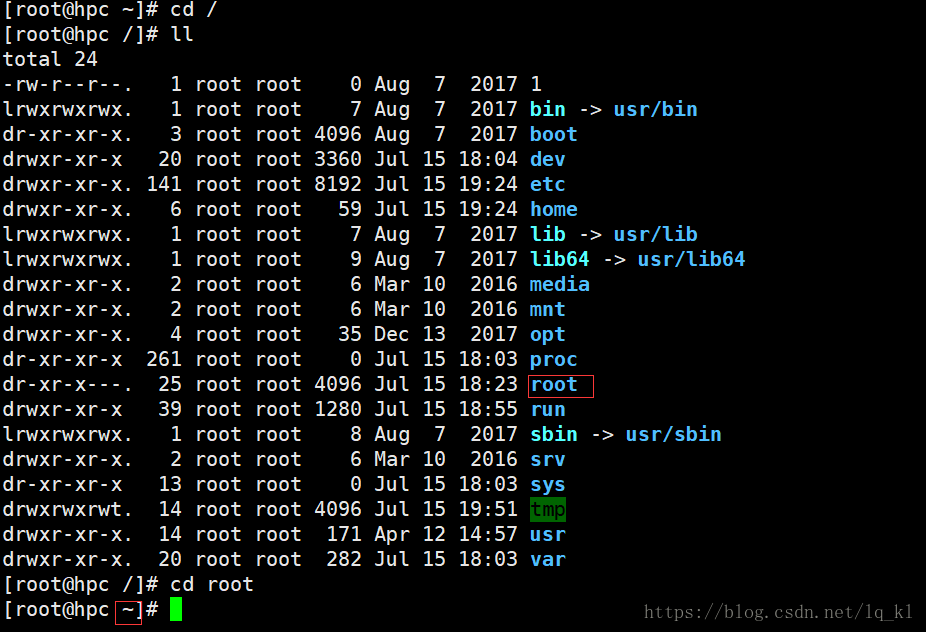 [root@hpc ~]# cd /
[root@hpc /]# ll
total 24
-rw-r--r--.   1 root root    0 Aug  7  2017 1
lrwxrwxrwx.   1 root root    7 Aug  7  2017 bin -> usr/bin
dr-xr-xr-x.   3 root root 4096 Aug  7  2017 boot
drwxr-xr-x   20 root root 3360 Jul 15 18:04 dev
drwxr-xr-x. 141 root root 8192 Jul 15 19:24 etc
drwxr-xr-x.   6 root root   59 Jul 15 19:24 home
lrwxrwxrwx.   1 root root    7 Aug  7  2017 lib -> usr/lib
lrwxrwxrwx.   1 root root    9 Aug  7  2017 lib64 -> usr/lib64
drwxr-xr-x.   2 root root    6 Mar 10  2016 media
drwxr-xr-x.   2 root root    6 Mar 10  2016 mnt
drwxr-xr-x.   4 root root   35 Dec 13  2017 opt
dr-xr-xr-x  261 root root    0 Jul 15 18:03 proc
dr-xr-x---.  25 root root 4096 Jul 15 18:23 root
drwxr-xr-x   39 root root 1280 Jul 15 18:55 run
lrwxrwxrwx.   1 root root    8 Aug  7  2017 sbin -> usr/sbin
drwxr-xr-x.   2 root root    6 Mar 10  2016 srv
dr-xr-xr-x   13 root root    0 Jul 15 18:03 sys
drwxrwxrwt.  14 root root 4096 Jul 15 19:51 tmp
drwxr-xr-x.  14 root root  171 Apr 12 14:57 usr
drwxr-xr-x.  20 root root  282 Jul 15 18:03 var
[root@hpc /]# cd root
[root@hpc ~]#
https://blog.csdn.net/lq_kl